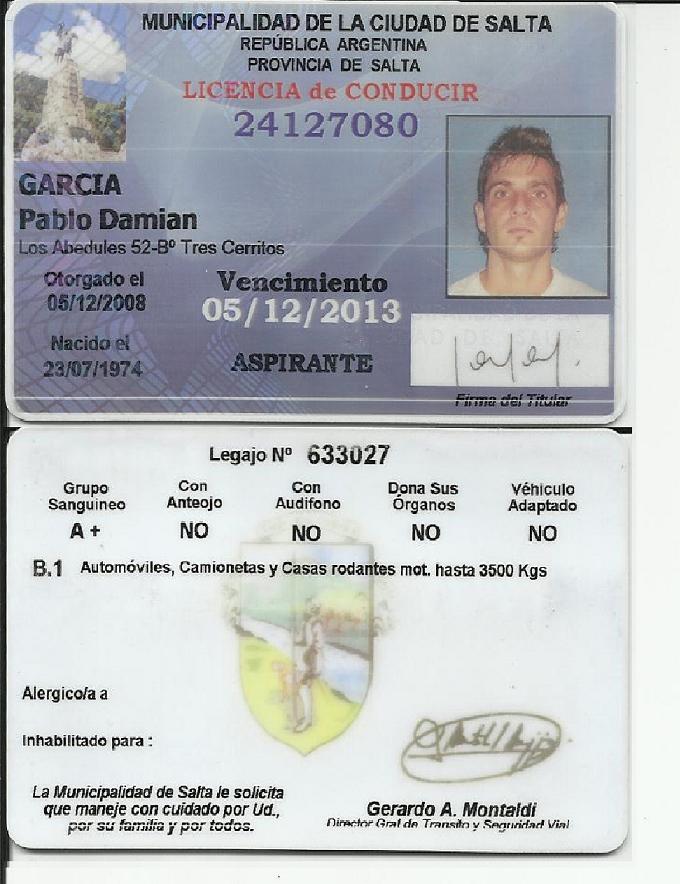 MUNICIPALIDAD DE LA CIUDAD DE SALTA
REPÚBLICA ARGENTINA
PROVINCIA DE SALTA
LICENCIA de CONDUCIR
24127080
GARCIA
Pablo Damian
Los Abedules 52-Bº Tres Cerritos
Otorgado el
05/12/2008
Vencimiento
05/12/2013
Nacido el
23/07/1974
ASPIRANTE
Firma del Titular
Legajo Nº 633027
Grupo Sanguineo
A +
Con Anteojo
NO
Con Audifono
NO
Dona Sus Órganos
NO
Véhiculo Adaptado
NO
B.1 Automóviles, Camionetas y Casas rodantes mot. hasta 3500 Kgs
Alergico/a a
Inhabilitado para :
La Municipalidad de Salta le solicita
que maneje con cuidado por Ud.,
por su familia y por todos.
Gerardo A. Montaldi
Director Gral de Transito y Seguridad Vial